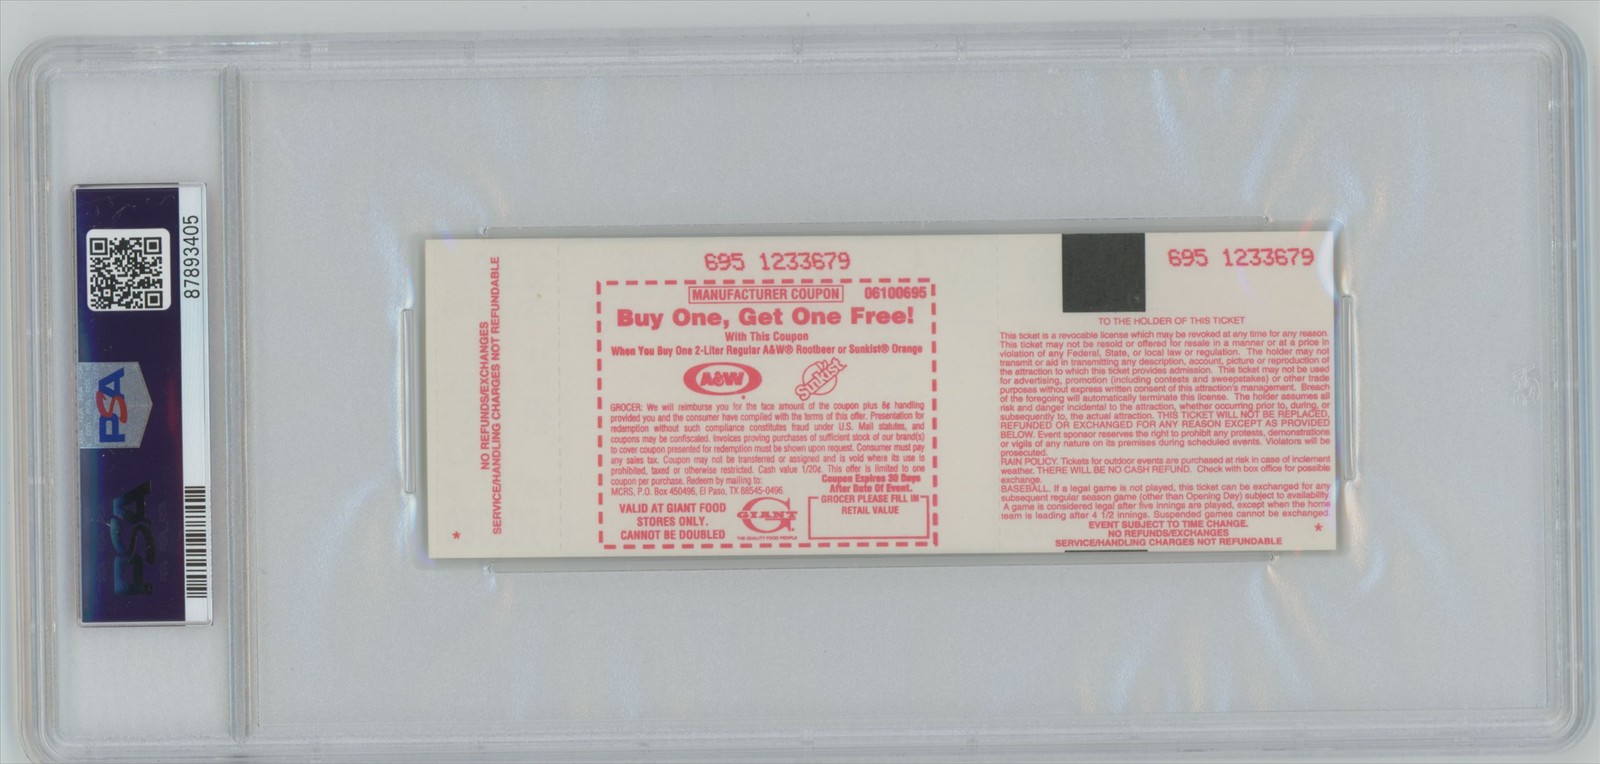 87893405
PSA
PSA
NO REFUNDS/EXCHANGES
SERVICE/HANDLING CHARGES NOT REFUNDABLE
*
695 1233679
MANUFACTURER COUPON 06100695
Buy One, Get One Free!
With This Coupon
When You Buy One 2-Liter Regular A&W® Rootbeer or Sunkist® Orange
A&W
Sunkist
GROCER: We will reimburse you for the face amount of the coupon plus 8¢ handling
provided you and the consumer have complied with the terms of this offer. Presentation for
redemption without such compliance constitutes fraud under U.S. Mail statutes, and
coupons may be confiscated. Invoices proving purchases of sufficient stock of our brand(s)
to cover coupon presented for redemption must be shown upon request. Consumer must pay
any sales tax. Coupon may not be transferred or assigned and is void where its use is
prohibited, taxed or otherwise restricted. Cash value 1/20¢. This offer is limited to one
coupon per purchase. Redeem by mailing to:
MCRS, P.O. Box 450496, El Paso, TX 88545-0496.
Coupon Expires 30 Days
After Date Of Event.
VALID AT GIANT FOOD
STORES ONLY.
CANNOT BE DOUBLED
GIANT
THE QUALITY FOOD PEOPLE
GROCER PLEASE FILL IN
RETAIL VALUE
695 1233679
TO THE HOLDER OF THIS TICKET
This ticket is a revocable license which may be revoked at any time for any reason.
This ticket may not be resold or offered for resale in a manner or at a price in
violation of any Federal, State, or local law or regulation. The holder may not
transmit or aid in transmitting any description, account, picture or reproduction of
the attraction to which this ticket provides admission. This ticket may not be used
for advertising, promotion (including contests and sweepstakes) or other trade
purposes without express written consent of this attraction's management. Breach
of the foregoing will automatically terminate this license. The holder assumes all
risk and danger incidental to the attraction, whether occurring prior to, during, or
subsequently to, the actual attraction. THIS TICKET WILL NOT BE REPLACED,
REFUNDED OR EXCHANGED FOR ANY REASON EXCEPT AS PROVIDED
BELOW. Event sponsor reserves the right to prohibit any protests, demonstrations
or vigils of any nature on its premises during scheduled events. Violators will be
prosecuted.
RAIN POLICY. Tickets for outdoor events are purchased at risk in case of inclement
weather. THERE WILL BE NO CASH REFUND. Check with box office for possible
exchange.
BASEBALL. If a legal game is not played, this ticket can be exchanged for any
subsequent regular season game (other than Opening Day) subject to availability.
A game is considered legal after five innings are played, except when the home
team is leading after 4 1/2 innings. Suspended games cannot be exchanged.
EVENT SUBJECT TO TIME CHANGE.
NO REFUNDS/EXCHANGES
SERVICE/HANDLING CHARGES NOT REFUNDABLE
*